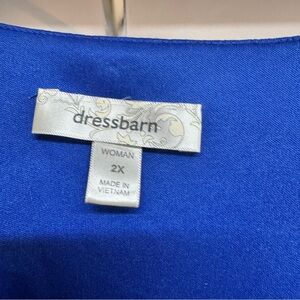 dressbarn
WOMAN
2X
MADE IN
VIETNAM